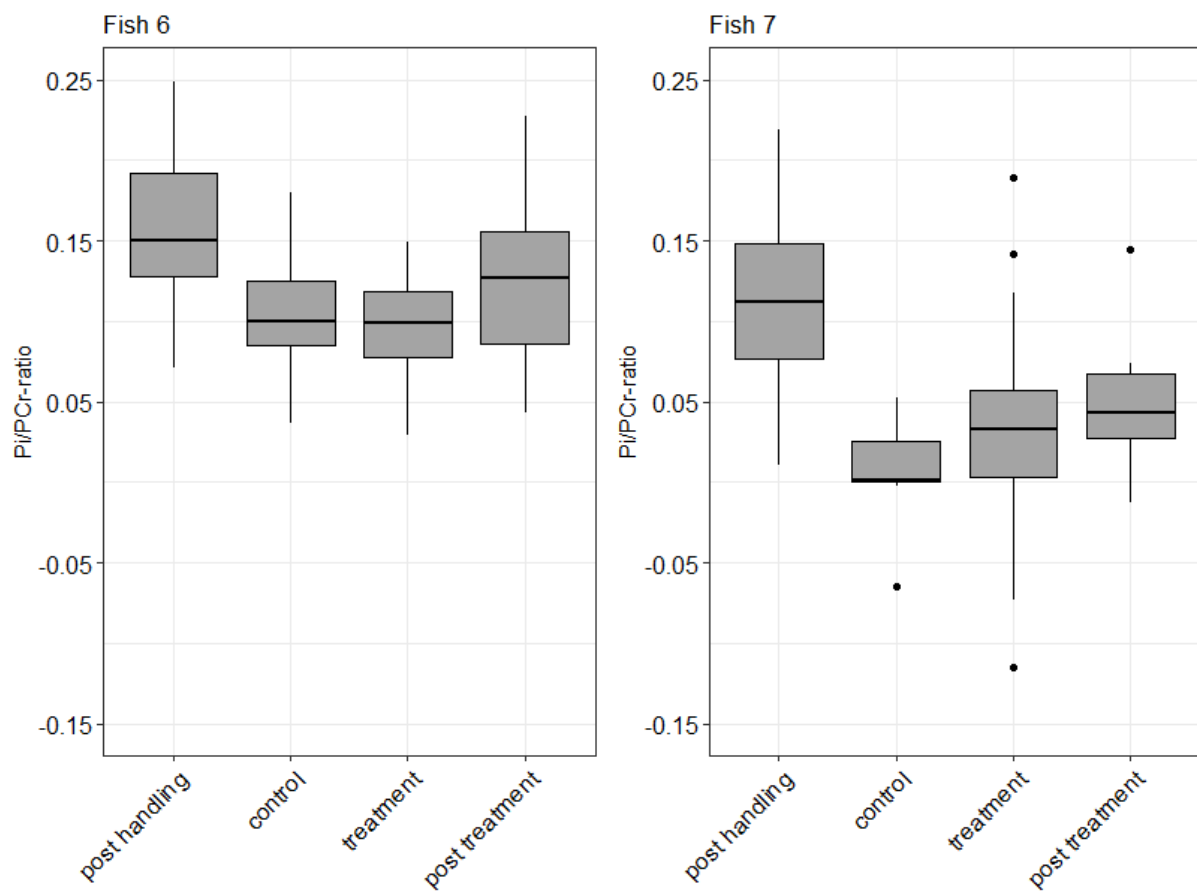 Fish 6
Pi/PCr-ratio
0.25
0.15
0.05
-0.05
-0.15
post handling
control
treatment
post treatment
Fish 7
Pi/PCr-ratio
0.25
0.15
0.05
-0.05
-0.15
post handling
control
treatment
post treatment